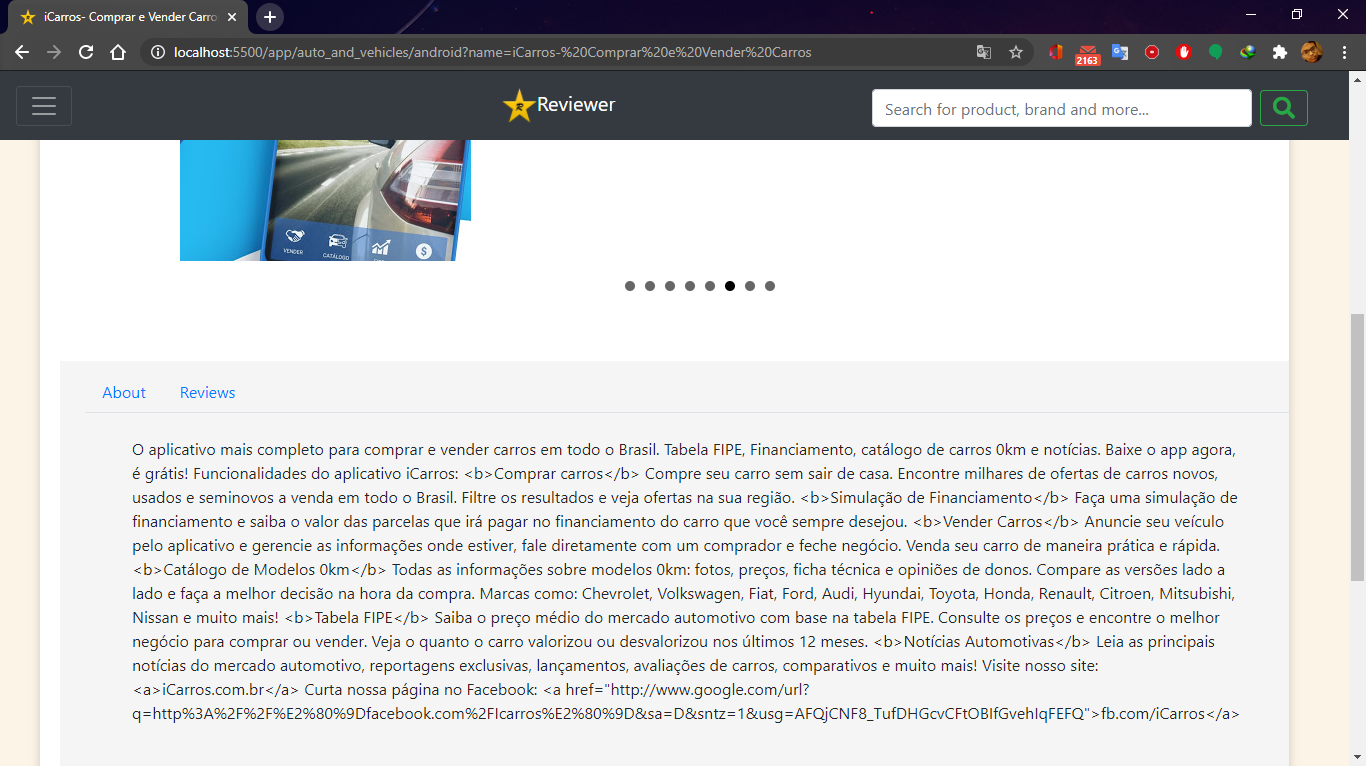 iCarros- Comprar e Vender Carro
localhost:5500/app/auto_and_vehicles/android?name=iCarros-%20Comprar%20e%20Vender%20Carros
2163
R
Reviewer
Search for product, brand and more...
VENDER
CATÁLOGO
$
About
Reviews
O aplicativo mais completo para comprar e vender carros em todo o Brasil. Tabela FIPE, Financiamento, catálogo de carros 0km e notícias. Baixe o app agora,
é grátis! Funcionalidades do aplicativo iCarros: <b>Comprar carros</b> Compre seu carro sem sair de casa. Encontre milhares de ofertas de carros novos,
usados e seminovos a venda em todo o Brasil. Filtre os resultados e veja ofertas na sua região. <b>Simulação de Financiamento</b> Faça uma simulação de
financiamento e saiba o valor das parcelas que irá pagar no financiamento do carro que você sempre desejou. <b>Vender Carros</b> Anuncie seu veículo
pelo aplicativo e gerencie as informações onde estiver, fale diretamente com um comprador e feche negócio. Venda seu carro de maneira prática e rápida.
<b>Catálogo de Modelos 0km</b> Todas as informações sobre modelos 0km: fotos, preços, ficha técnica e opiniões de donos. Compare as versões lado a
lado e faça a melhor decisão na hora da compra. Marcas como: Chevrolet, Volkswagen, Fiat, Ford, Audi, Hyundai, Toyota, Honda, Renault, Citroen, Mitsubishi,
Nissan e muito mais! <b>Tabela FIPE</b> Saiba o preço médio do mercado automotivo com base na tabela FIPE. Consulte os preços e encontre o melhor
negócio para comprar ou vender. Veja o quanto o carro valorizou ou desvalorizou nos últimos 12 meses. <b>Notícias Automotivas</b> Leia as principais
notícias do mercado automotivo, reportagens exclusivas, lançamentos, avaliações de carros, comparativos e muito mais! Visite nosso site:
<a>iCarros.com.br</a> Curta nossa página no Facebook: <a href="http://www.google.com/url?
q=http%3A%2F%2F%E2%80%9Dfacebook.com%2FIcarros%E2%80%9D&sa=D&sntz=1&usg=AFQjCNF8_TufDHGcvCFtOBIfGvehIqFEFQ">fb.com/iCarros</a>